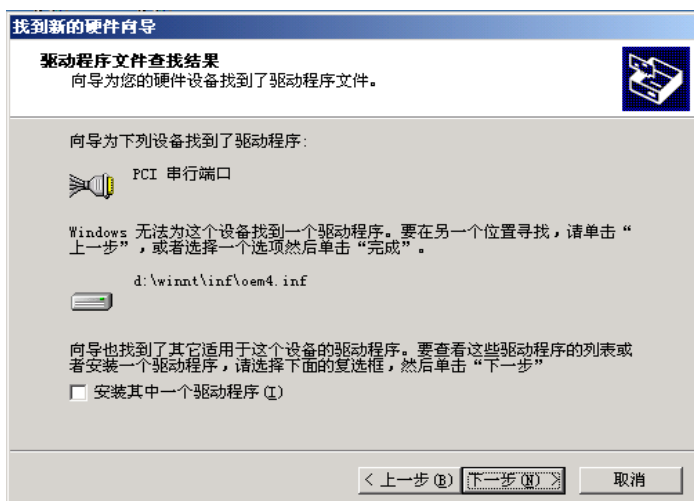 找到新的硬件向导
驱动程序文件查找结果
向导为您的硬件设备找到了驱动程序文件。
向导为下列设备找到了驱动程序:
PCI 串行端口
Windows 无法为这个设备找到一个驱动程序。要在另一个位置寻找，请单击“
上一步”，或者选择一个选项然后单击“完成”。
d:\winnt\inf\oem4.inf
向导也找到了其它适用于这个设备的驱动程序。要查看这些驱动程序的列表或
者安装一个驱动程序，请选择下面的复选框，然后单击“下一步”
安装其中一个驱动程序(I)
< 上一步(B) 下一步(N) > 取消